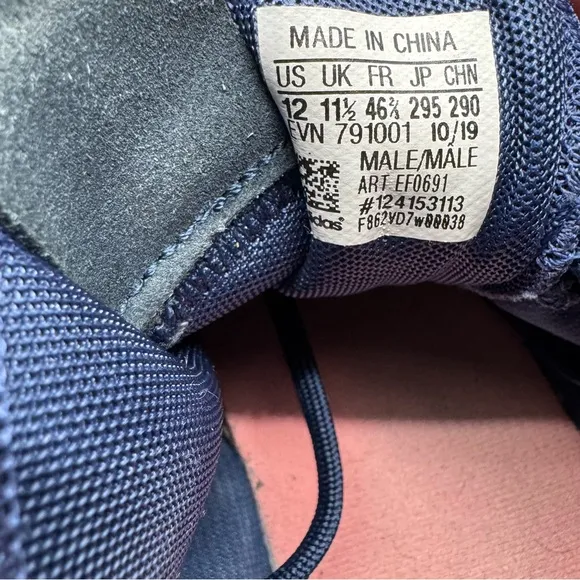 MADE IN CHINA
US UK FR JP CHN
12 11½ 46⅔ 295 290
EVN 791001 10/19
MALE/MÂLE
ART EF0691
#124153113
adidas®